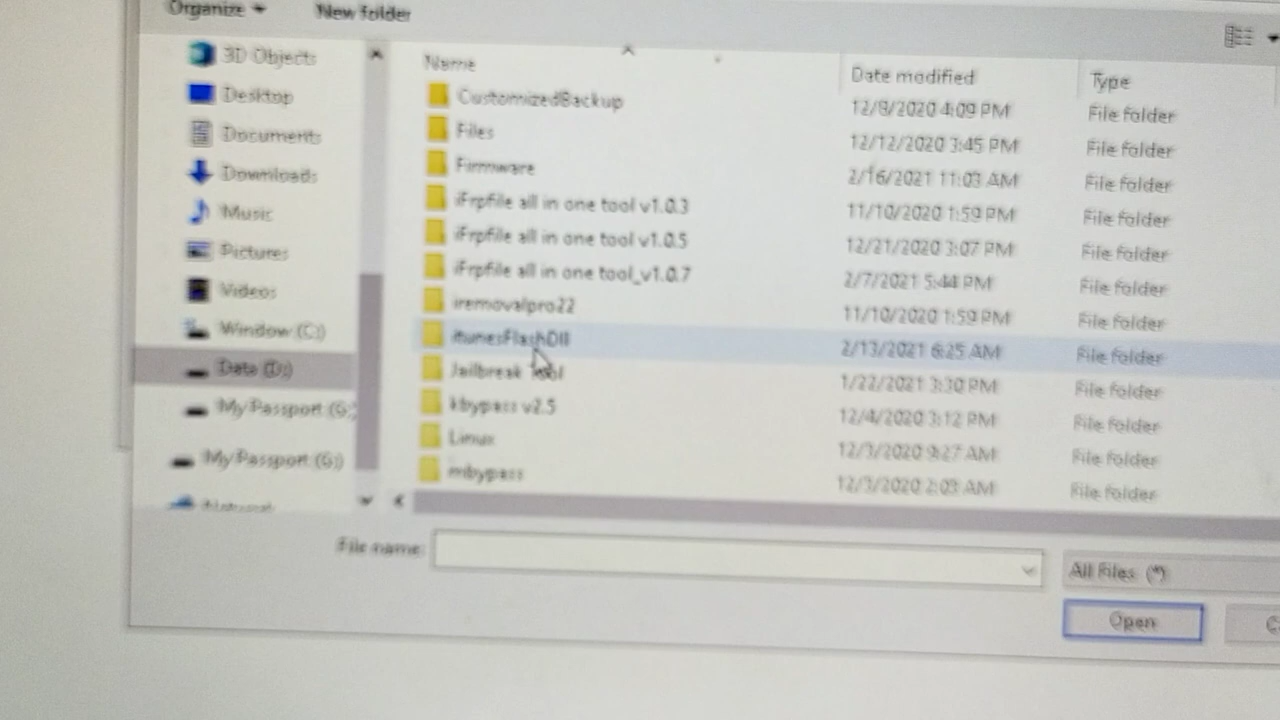 Organize New folder
Name Date modified Type
3D Objects
Desktop
Documents
Downloads
Music
Pictures
Videos
Window (C:)
Data (D:)
My Passport (G:
My Passport (G:)
Network
CustomizedBackup 12/8/2020 4:09 PM File folder
Files 12/12/2020 3:45 PM File folder
Firmware 2/16/2021 11:03 AM File folder
iFrpfile all in one tool v1.0.3 11/10/2020 1:59 PM File folder
iFrpfile all in one tool v1.0.5 12/21/2020 3:07 PM File folder
iFrpfile all in one tool_v1.0.7 2/7/2021 5:44 PM File folder
iremovalpro22 11/10/2020 1:59 PM File folder
itunesFlashDll 2/13/2021 6:25 AM File folder
Jailbreak Tool 1/22/2021 3:30 PM File folder
kbypass v2.5 12/4/2020 3:12 PM File folder
Linux 12/3/2020 9:27 AM File folder
mbypass 12/3/2020 2:03 AM File folder
File name: All Files (*)
Open